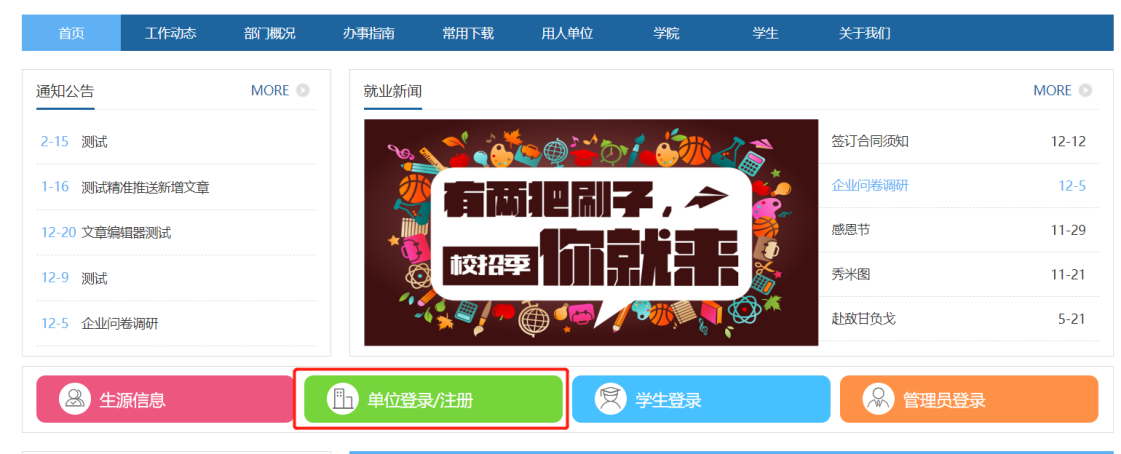 首页 工作动态 部门概况 办事指南 常用下载 用人单位 学院 学生 关于我们
通知公告 MORE
2-15 测试
1-16 测试精准推送新增文章
12-20 文章编辑器测试
12-9 测试
12-5 企业问卷调研
就业新闻 MORE
有两把刷子，
校招季 你就来
签订合同须知 12-12
企业问卷调研 12-5
感恩节 11-29
秀米图 11-21
赴敌甘负戈 5-21
生源信息 单位登录/注册 学生登录 管理员登录